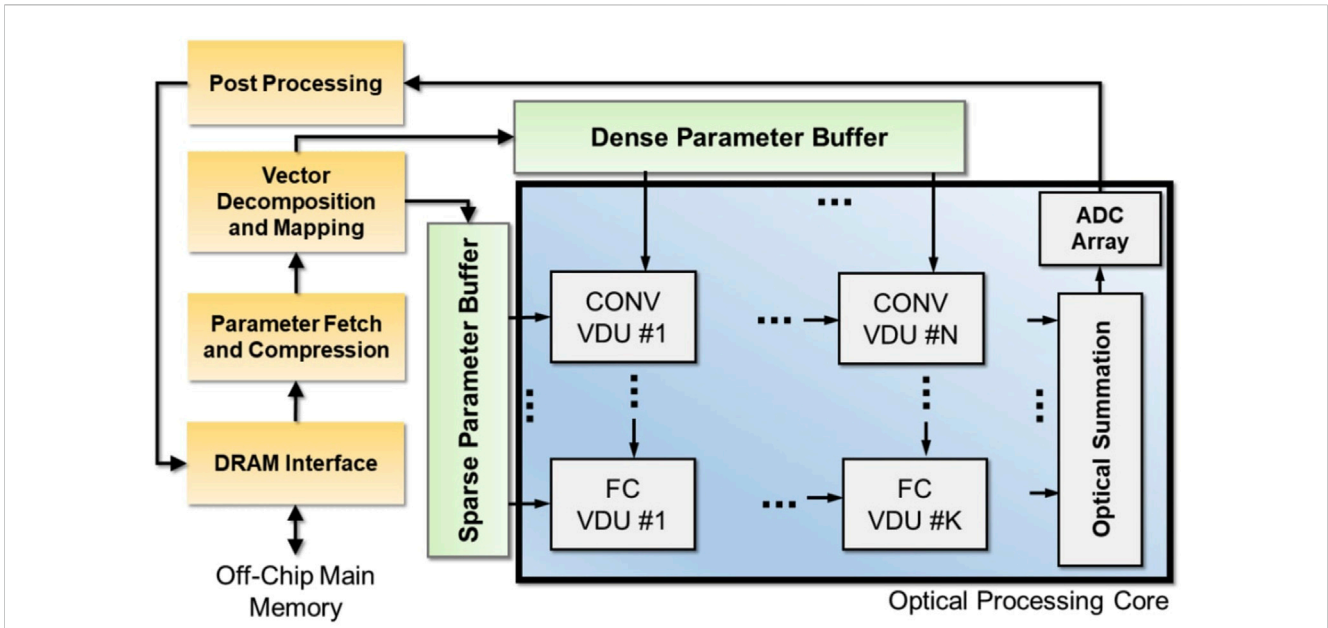 Post Processing
Dense Parameter Buffer
Vector
Decomposition
and Mapping
ADC
Array
Sparse Parameter Buffer
CONV
VDU #1
CONV
VDU #N
Parameter Fetch
and Compression
Optical Summation
DRAM Interface
FC
VDU #1
FC
VDU #K
Off-Chip Main
Memory
Optical Processing Core